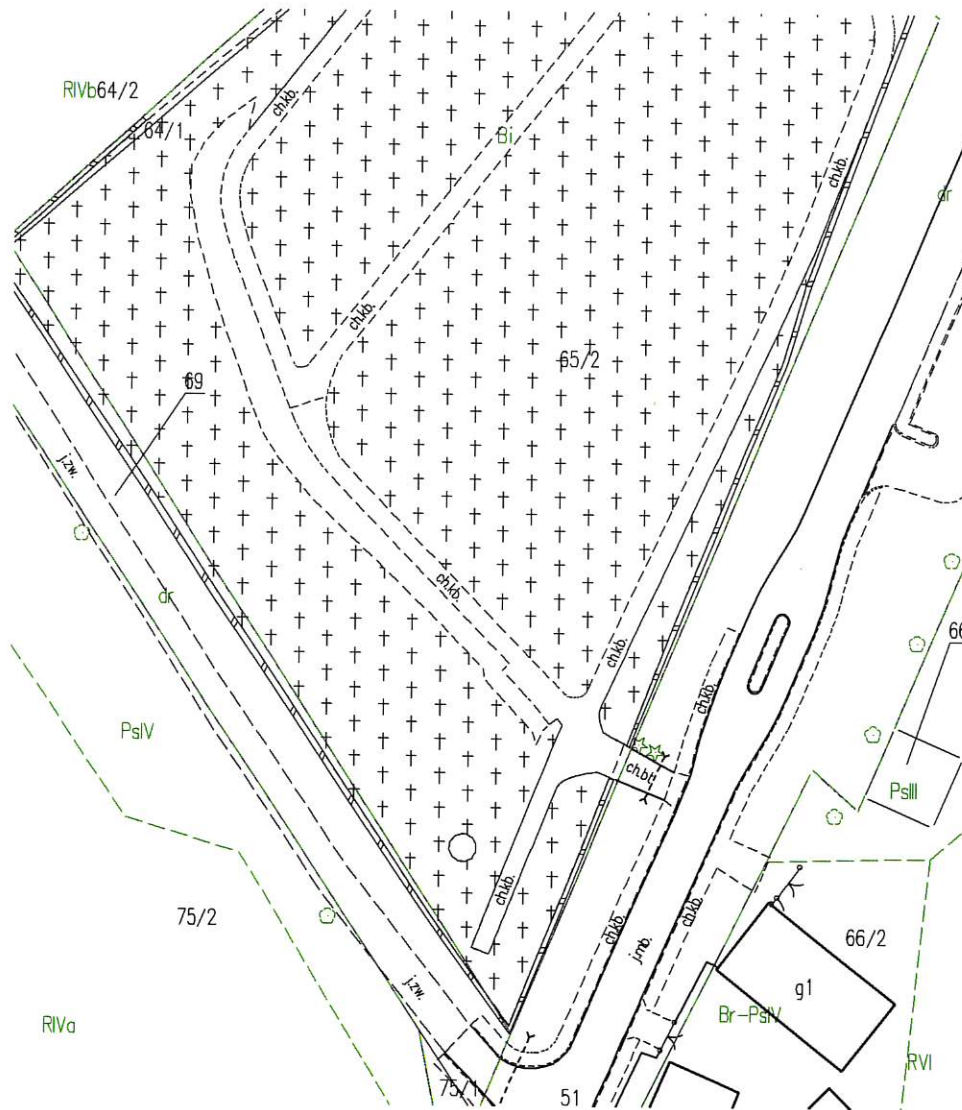 RIVb64/2
64/1
ch.kb.
Bi
ch.kb.
dr
ch.kb.
65/2
69
j.zw.
ch.kb.
dr
ch.kb.
66
ch.kb.
PsIV
ch.bt.
PsIII
ch.kb.
75/2
ch.kb.
ch.kb.
j.mb.
66/2
g1
j.zw.
Br-PsIV
RIVa
RVI
75/1
51